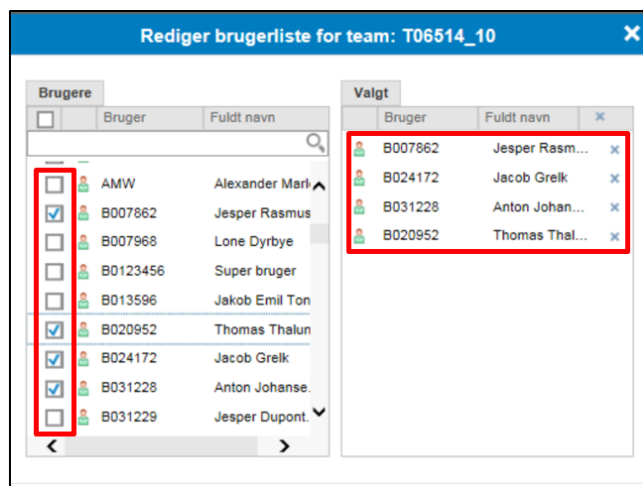 Rediger brugerliste for team: T06514_10
Brugere
Bruger Fuldt navn
AMW Alexander Marl
B007862 Jesper Rasmus
B007968 Lone Dyrbye
B0123456 Super bruger
B013596 Jakob Emil Ton
B020952 Thomas Thalun
B024172 Jacob Grelk
B031228 Anton Johanse.
B031229 Jesper Dupont.
Valgt
Bruger Fuldt navn
B007862 Jesper Rasm...
B024172 Jacob Grelk
B031228 Anton Johan...
B020952 Thomas Thal...